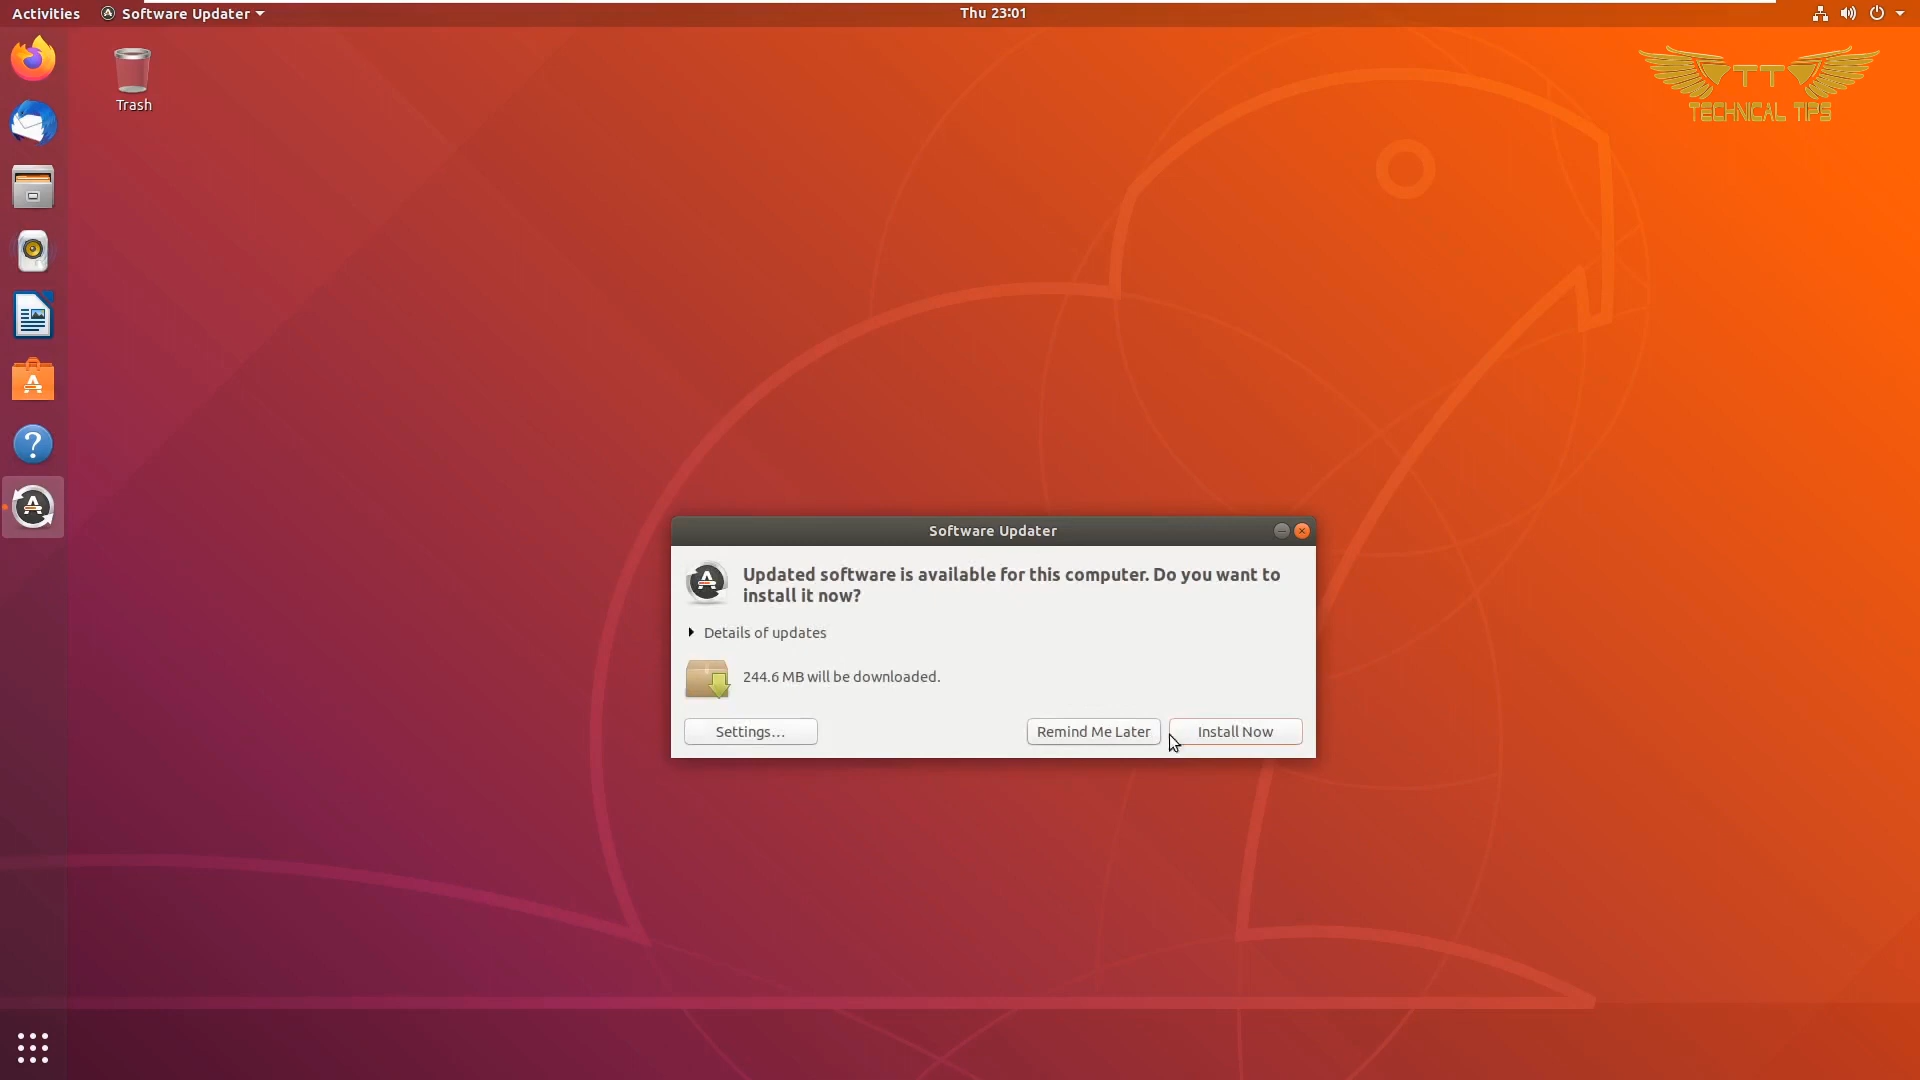 Activities
Software Updater
Thu 23:01
Trash
TT
TECHNICAL TIPS
Software Updater
Updated software is available for this computer. Do you want to
install it now?
Details of updates
244.6 MB will be downloaded.
Settings…
Remind Me Later
Install Now